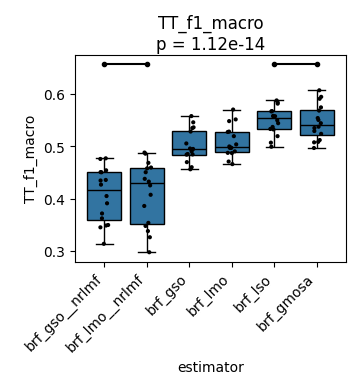 TT_f1_macro
p = 1.12e-14
TT_f1_macro
0.6
0.5
0.4
0.3
brf_gso__nrlmf
brf_lmo__nrlmf
brf_gso
brf_lmo
brf_lso
brf_gmosa
estimator